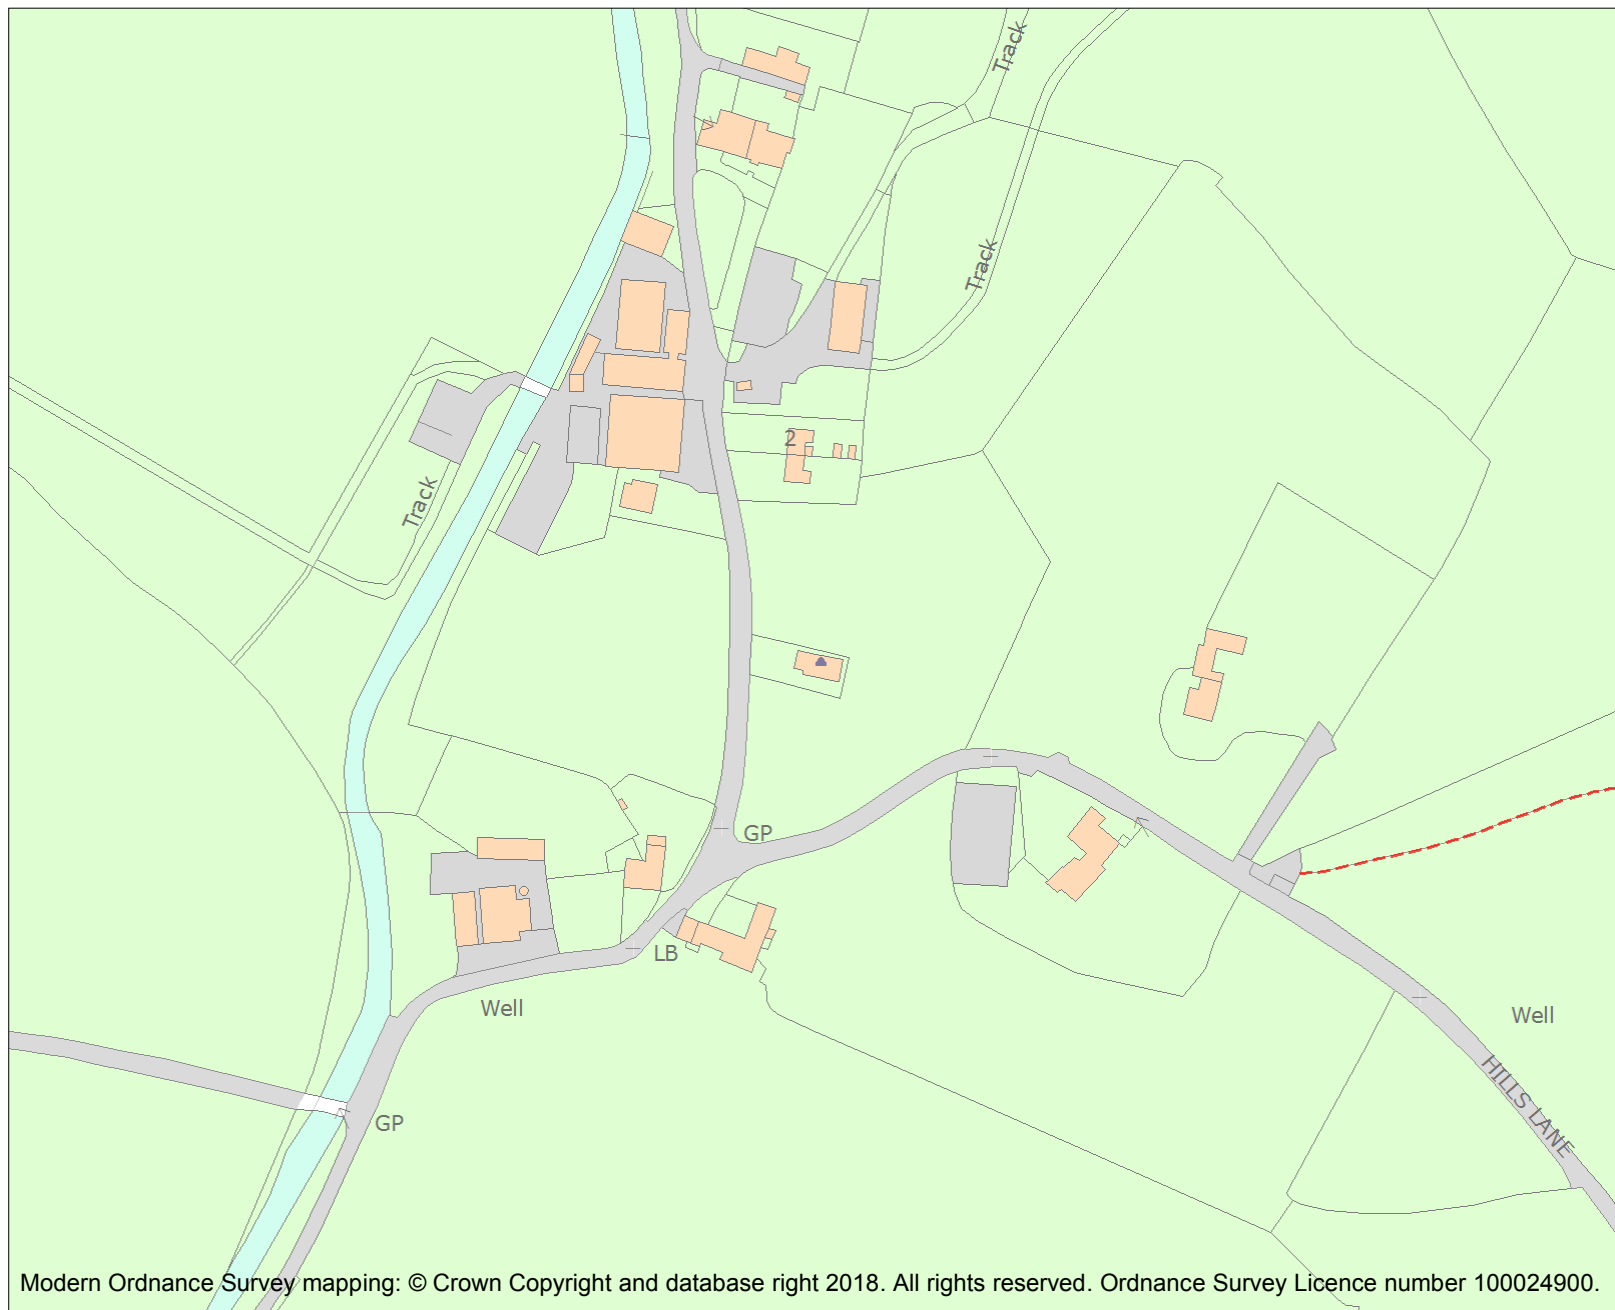 Track
Track
2
Track
GP
LB
Well
Well
HILLS LANE
GP
Modern Ordnance Survey mapping: © Crown Copyright and database right 2018. All rights reserved. Ordnance Survey Licence number 100024900.